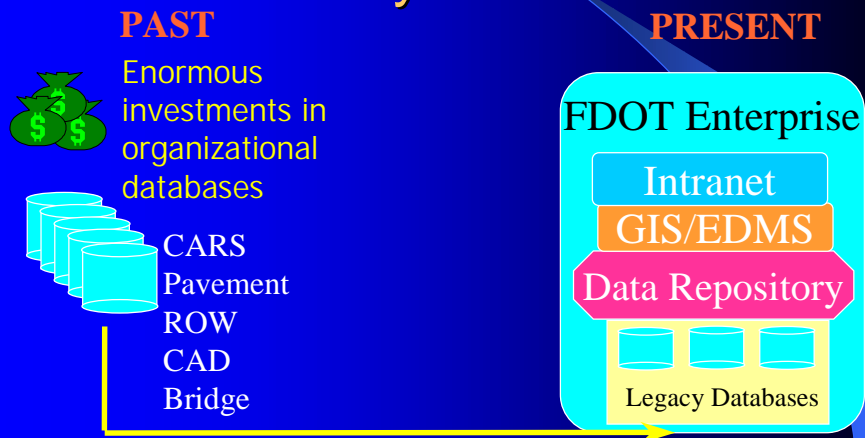 PAST
PRESENT
Enormous
investments in
organizational
databases
$
$
$
CARS
Pavement
ROW
CAD
Bridge
FDOT Enterprise
Intranet
GIS/EDMS
Data Repository
Legacy Databases